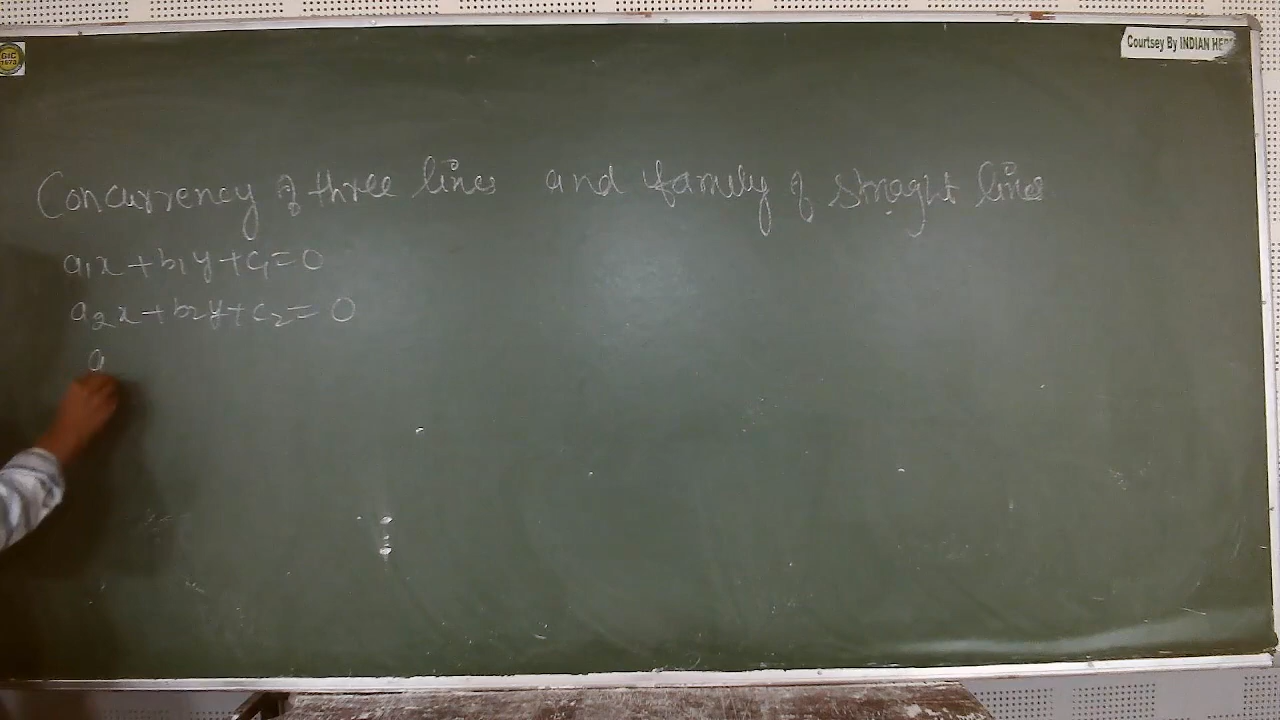 Courtsey By INDIAN
Concurrency of three lines and family of straght lines
a₁x + b₁y + c₁ = 0
a₂x + b₂y + c₂ = 0
a